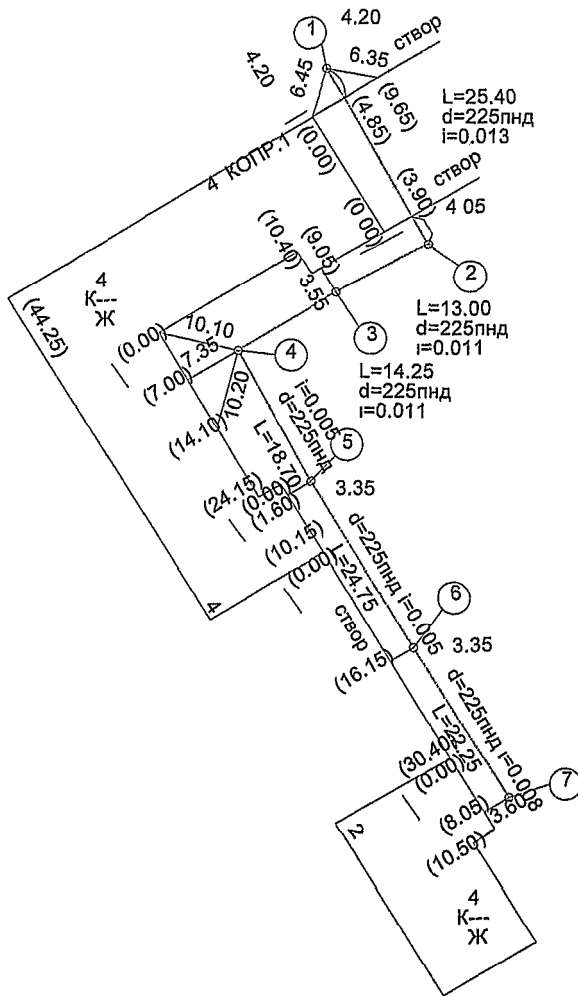 4.20
1
створ
4.20
6.45
6.35
(9.65)
(4.85)
L=25.40
d=225пнд
i=0.013
(0.00)
4 КОПР.1
створ
(3.90)
4 05
(0 00)
(10.40)
(9.05)
2
3.55
4
К---
Ж
(44.25)
(0.00)
10.10
3
L=13.00
d=225пнд
i=0.011
7.35
4
(7.00)
L=14.25
d=225пнд
i=0.011
10.20
(14.10)
i=0.005
d=225пнд
L=18.70
5
(24.15)
(0.00)
(1.60)
3.35
(10.15)
(0.00)
L=24.75
d=225пнд i=0.005
4
створ
6
3.35
(16.15)
d=225пнд i=0.008
L=22.25
(30.40)
(0.00)
7
(8.05)
3.60
2
(10.50)
4
К---
Ж